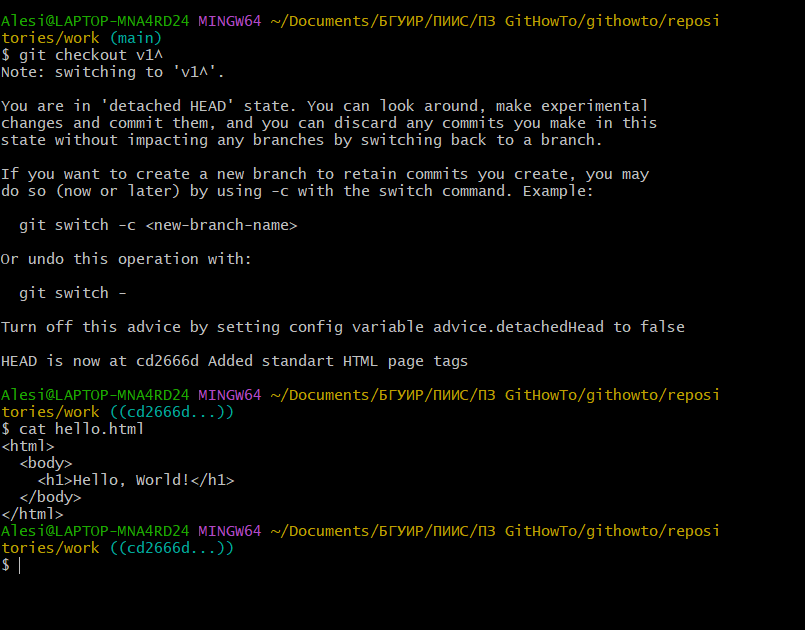 Alesi@LAPTOP-MNA4RD24 MINGW64 ~/Documents/БГУИР/ПИИС/ПЗ GitHowTo/githowto/reposi
tories/work (main)
$ git checkout v1^
Note: switching to 'v1^'.
You are in 'detached HEAD' state. You can look around, make experimental
changes and commit them, and you can discard any commits you make in this
state without impacting any branches by switching back to a branch.
If you want to create a new branch to retain commits you create, you may
do so (now or later) by using -c with the switch command. Example:
  git switch -c <new-branch-name>
Or undo this operation with:
  git switch -
Turn off this advice by setting config variable advice.detachedHead to false
HEAD is now at cd2666d Added standart HTML page tags
Alesi@LAPTOP-MNA4RD24 MINGW64 ~/Documents/БГУИР/ПИИС/ПЗ GitHowTo/githowto/reposi
tories/work ((cd2666d...))
$ cat hello.html
<html>
  <body>
    <h1>Hello, World!</h1>
  </body>
</html>
Alesi@LAPTOP-MNA4RD24 MINGW64 ~/Documents/БГУИР/ПИИС/ПЗ GitHowTo/githowto/reposi
tories/work ((cd2666d...))
$